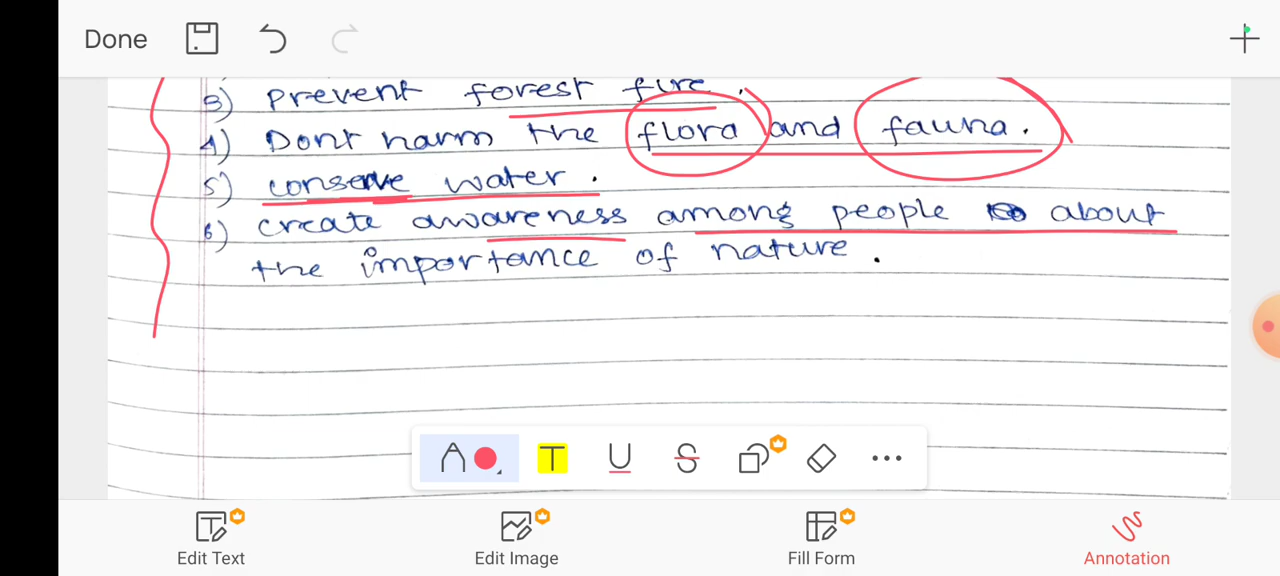 Done
3) Prevent forest fire.
4) Dont harm the flora and fauna.
5) conserve water.
6) create awareness among people about
the importance of nature.
A T U S
Edit Text Edit Image Fill Form Annotation